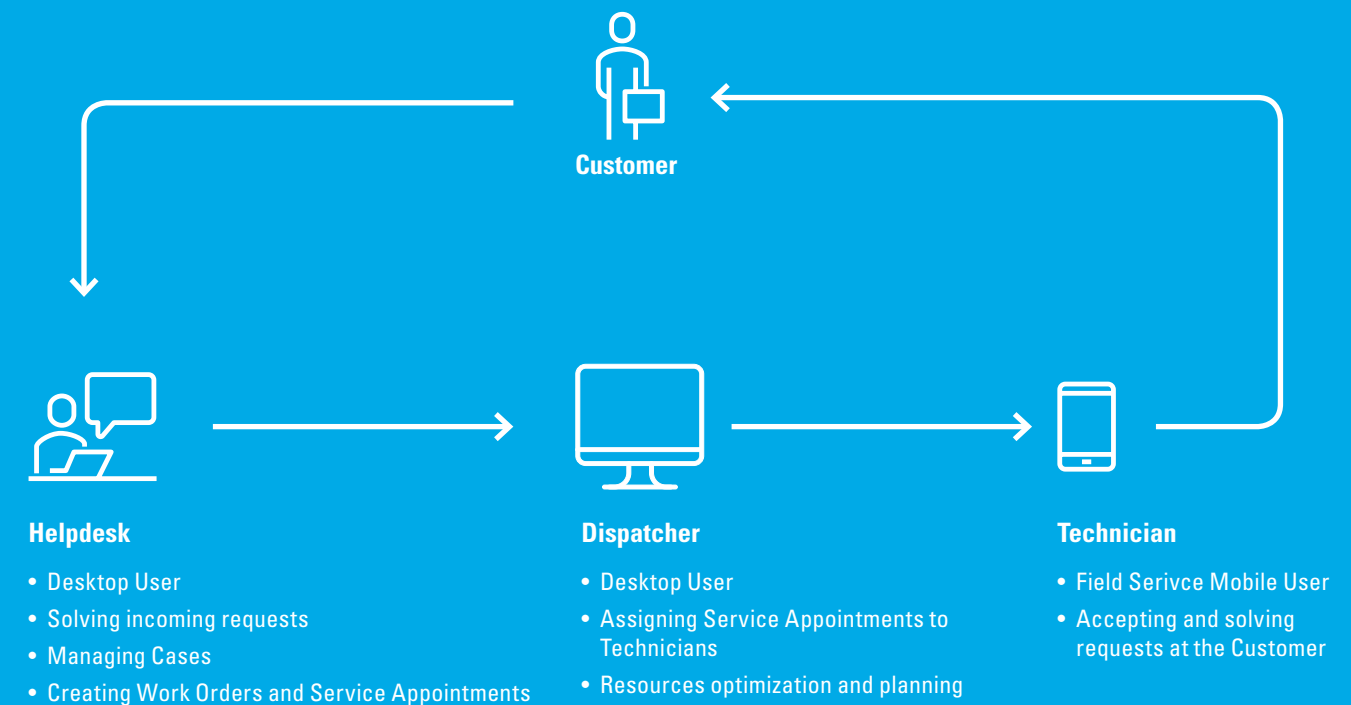 Customer
Helpdesk
• Desktop User
• Solving incoming requests
• Managing Cases
• Creating Work Orders and Service Appointments
Dispatcher
• Desktop User
• Assigning Service Appointments to
Technicians
• Resources optimization and planning
Technician
• Field Serivce Mobile User
• Accepting and solving
requests at the Customer